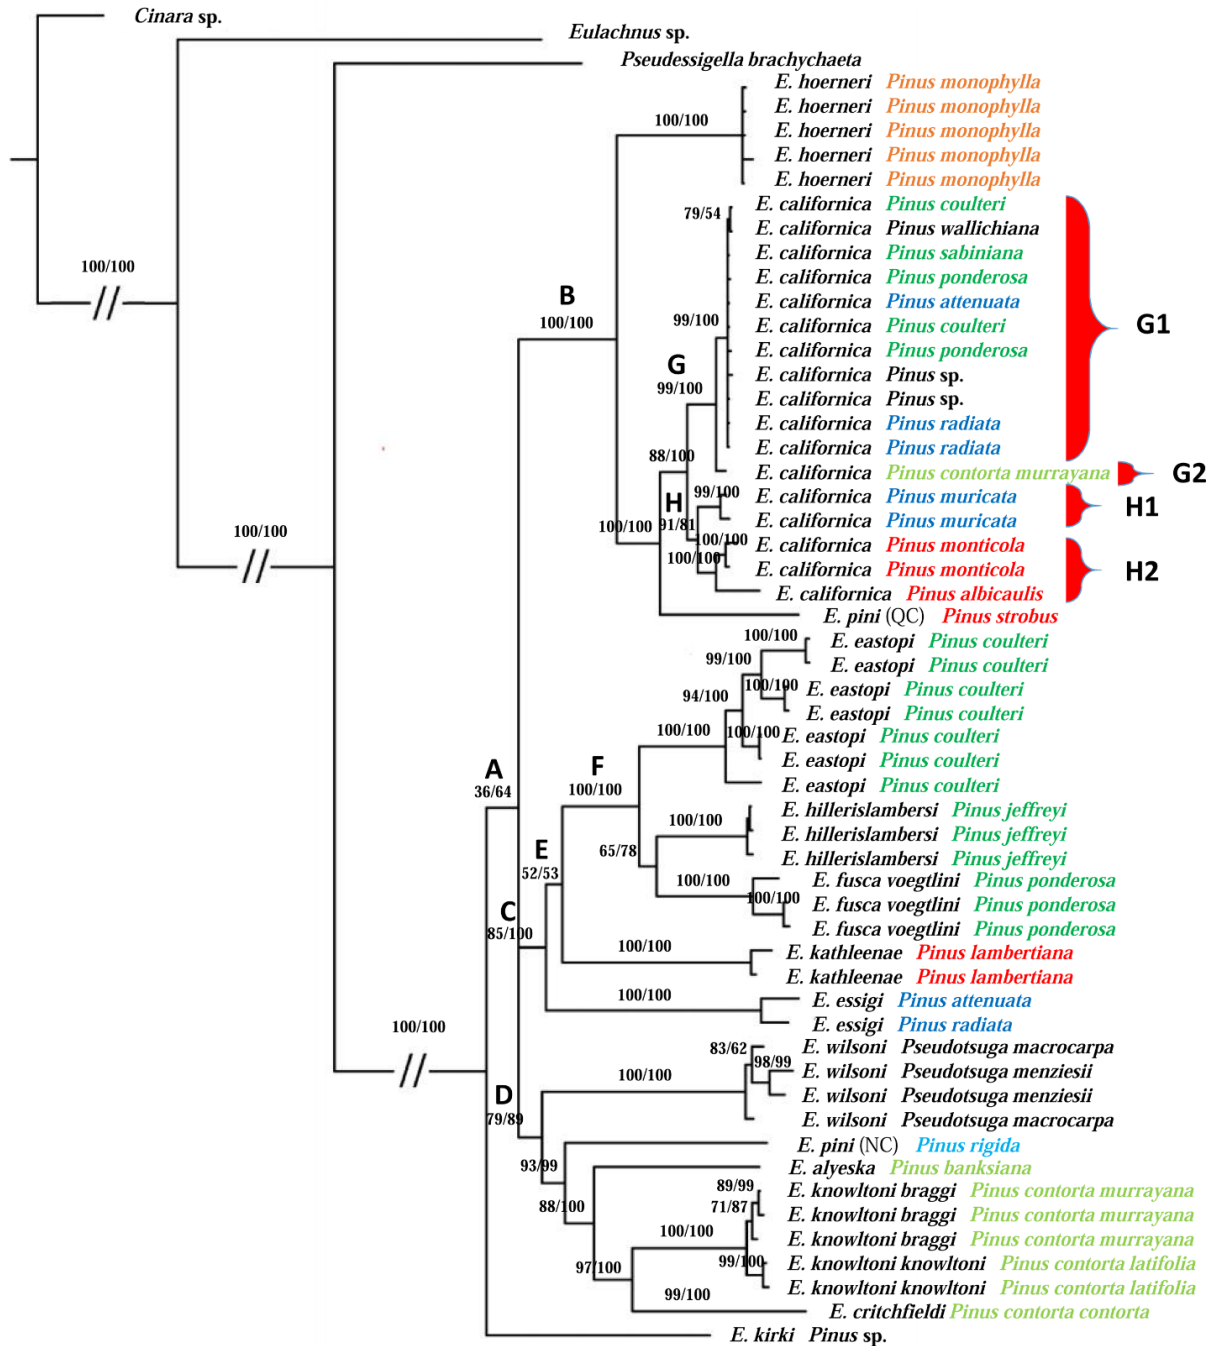 Cinara sp.
Eulachnus sp.
Pseudessigella brachychaeta
E. hoerneri Pinus monophylla
E. hoerneri Pinus monophylla
100/100
E. hoerneri Pinus monophylla
E. hoerneri Pinus monophylla
E. hoerneri Pinus monophylla
E. californica Pinus coulteri
79/54
E. californica Pinus wallichiana
E. californica Pinus sabiniana
100/100
E. californica Pinus ponderosa
B
E. californica Pinus attenuata
100/100
99/100
E. californica Pinus coulteri
G1
E. californica Pinus ponderosa
G
99/100
E. californica Pinus sp.
E. californica Pinus sp.
E. californica Pinus radiata
E. californica Pinus radiata
88/100
E. californica Pinus contorta murrayana
G2
99/100
E. californica Pinus muricata
H
H1
100/100
91/81
E. californica Pinus muricata
100/100
100/100
E. californica Pinus monticola
100/100
E. californica Pinus monticola
H2
E. californica Pinus albicaulis
E. pini (QC) Pinus strobus
100/100
E. eastopi Pinus coulteri
99/100
E. eastopi Pinus coulteri
100/100
E. eastopi Pinus coulteri
94/100
E. eastopi Pinus coulteri
100/100
100/100
E. eastopi Pinus coulteri
E. eastopi Pinus coulteri
A
F
36/64
100/100
E. eastopi Pinus coulteri
E. hillerislambersi Pinus jeffreyi
100/100
E. hillerislambersi Pinus jeffreyi
E
65/78
E. hillerislambersi Pinus jeffreyi
52/53
E. fusca voegtlini Pinus ponderosa
100/100
100/100
E. fusca voegtlini Pinus ponderosa
C
85/100
E. fusca voegtlini Pinus ponderosa
100/100
E. kathleenae Pinus lambertiana
E. kathleenae Pinus lambertiana
100/100
E. essigi Pinus attenuata
E. essigi Pinus radiata
100/100
83/62
E. wilsoni Pseudotsuga macrocarpa
98/99
100/100
E. wilsoni Pseudotsuga menziesii
D
E. wilsoni Pseudotsuga menziesii
79/89
E. wilsoni Pseudotsuga macrocarpa
E. pini (NC) Pinus rigida
93/99
E. alyeska Pinus banksiana
89/99
E. knowltoni braggi Pinus contorta murrayana
88/100
71/87
E. knowltoni braggi Pinus contorta murrayana
100/100
E. knowltoni braggi Pinus contorta murrayana
97/100
99/100
E. knowltoni knowltoni Pinus contorta latifolia
E. knowltoni knowltoni Pinus contorta latifolia
99/100
E. critchfieldi Pinus contorta contorta
E. kirki Pinus sp.